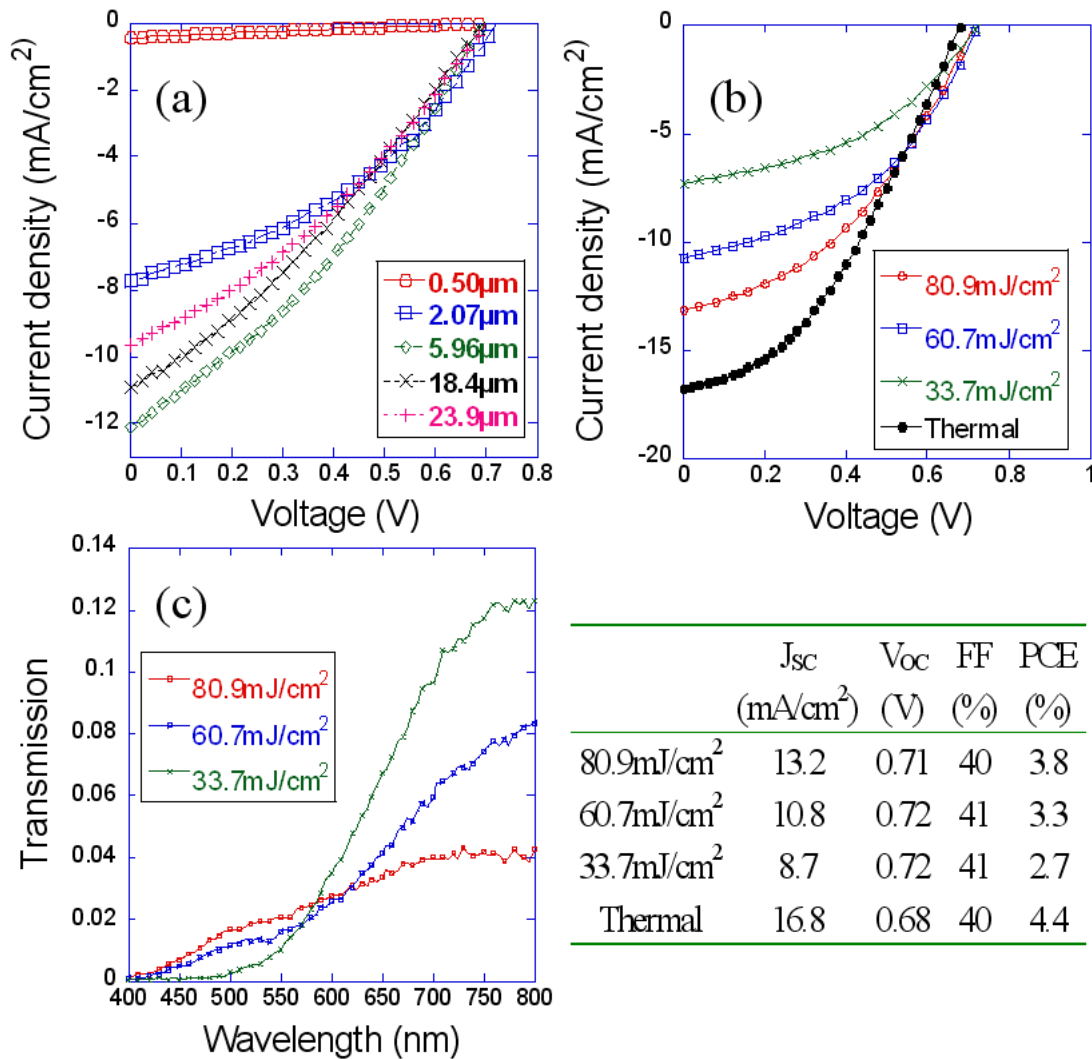 (a)
Current density (mA/cm²)
0
-2
-4
-6
-8
-10
-12
0.50µm
2.07µm
5.96µm
18.4µm
23.9µm
0 0.1 0.2 0.3 0.4 0.5 0.6 0.7 0.8
Voltage (V)
(b)
Current density (mA/cm²)
0
-5
-10
-15
-20
80.9mJ/cm²
60.7mJ/cm²
33.7mJ/cm²
Thermal
0 0.2 0.4 0.6 0.8 1
Voltage (V)
(c)
Transmission
0.14
0.12
0.1
0.08
0.06
0.04
0.02
0
80.9mJ/cm²
60.7mJ/cm²
33.7mJ/cm²
400 450 500 550 600 650 700 750 800
Wavelength (nm)
Jsc Voc FF PCE
(mA/cm²) (V) (%) (%)
80.9mJ/cm² 13.2 0.71 40 3.8
60.7mJ/cm² 10.8 0.72 41 3.3
33.7mJ/cm² 8.7 0.72 41 2.7
Thermal 16.8 0.68 40 4.4